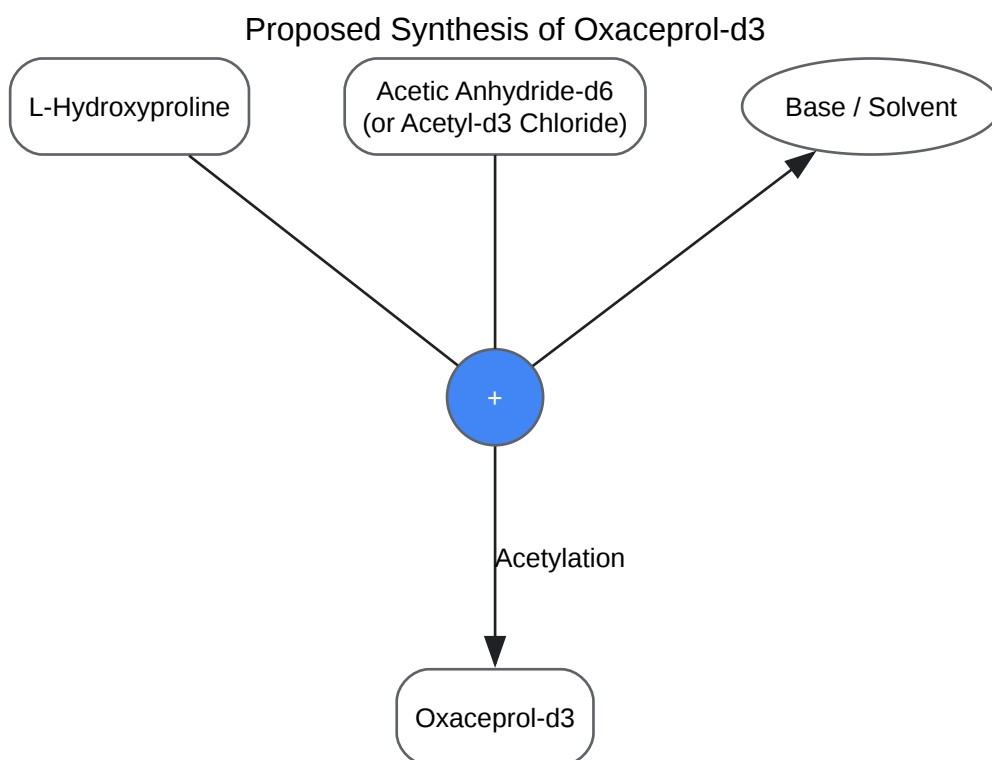 Proposed Synthesis of Oxaceprol-d3
L-Hydroxyproline
Acetic Anhydride-d6
(or Acetyl-d3 Chloride)
Base / Solvent
+
Acetylation
Oxaceprol-d3